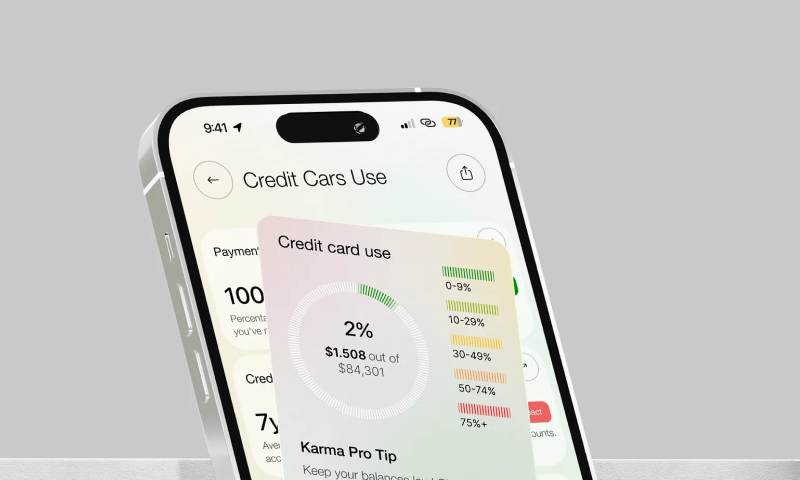 9:41
77
Credit Cars Use
Payment
100
Percenta
you've r
Credit card use
0-9%
10-29%
30-49%
50-74%
75%+
2%
$1.508 out of
$84,301
Cred
7y
Aver
acc
act
ounts.
Karma Pro Tip
Keep your balances